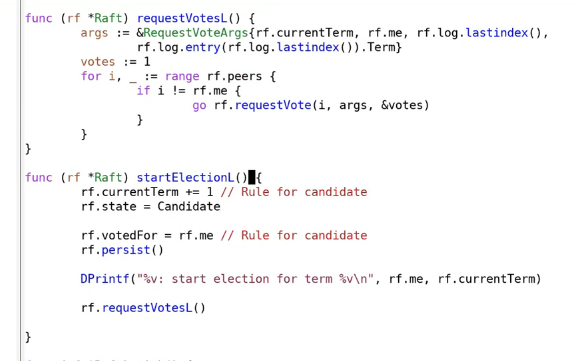 func (rf *Raft) requestVotesL() {
        args := &RequestVoteArgs{rf.currentTerm, rf.me, rf.log.lastindex(),
                rf.log.entry(rf.log.lastindex()).Term}
        votes := 1
        for i, _ := range rf.peers {
                if i != rf.me {
                        go rf.requestVote(i, args, &votes)
                }
        }
}
func (rf *Raft) startElectionL() {
        rf.currentTerm += 1 // Rule for candidate
        rf.state = Candidate
        rf.votedFor = rf.me // Rule for candidate
        rf.persist()
        DPrintf("%v: start election for term %v\n", rf.me, rf.currentTerm)
        rf.requestVotesL()
}